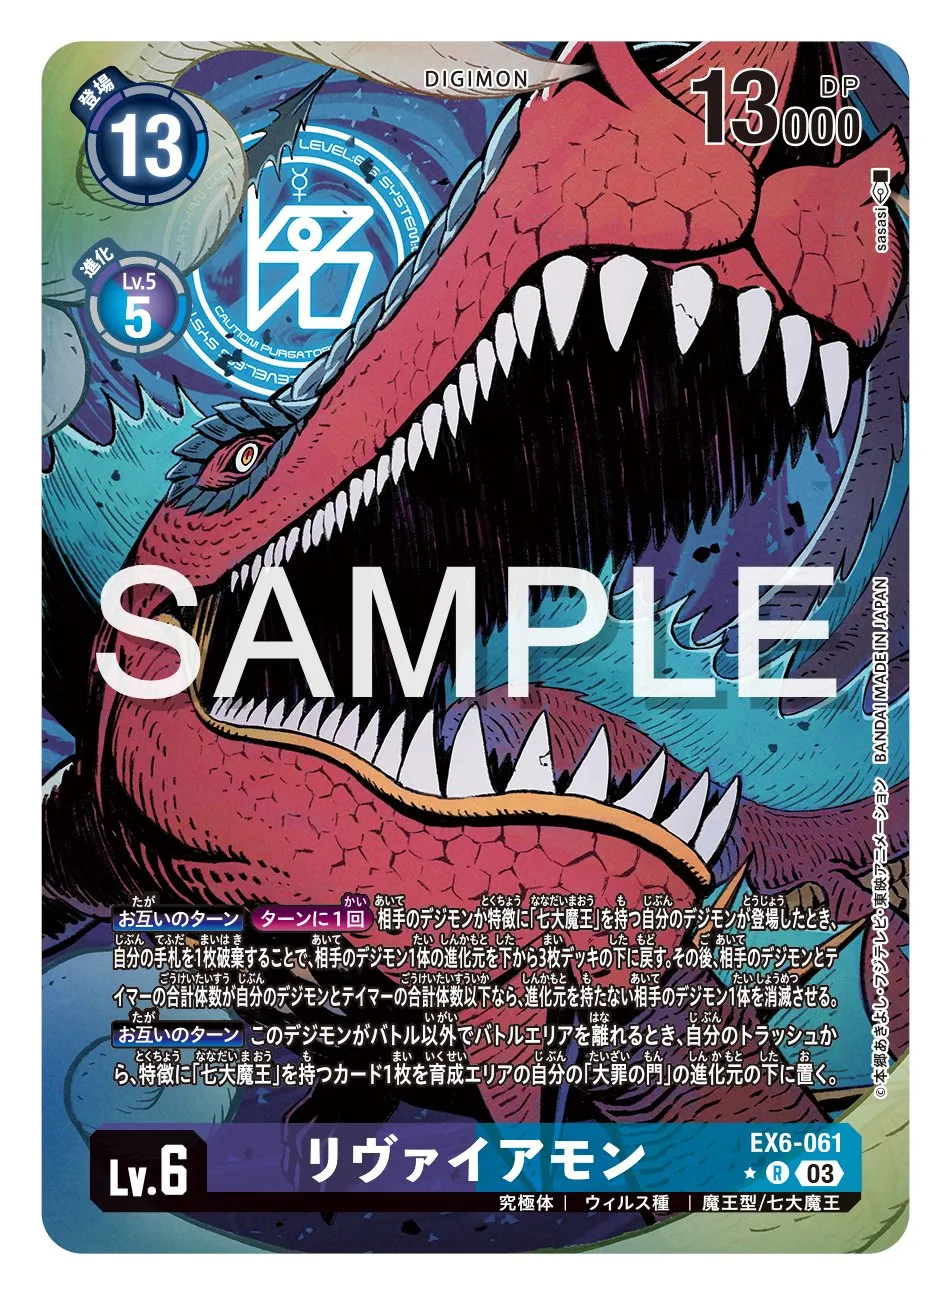 DIGIMON
登場
13
13000
DP
進化
Lv.5
5
LEVEL:6
SYSTEM:
CAUTION! PURGATOR
sasasi
SAMPLE
BANDAI MADE IN JAPAN
©本郷あきよし・フジテレビ・東映アニメーション
お互いのターン ターンに1回 相手のデジモンか特徴に「七大魔王」を持つ自分のデジモンが登場したとき、
自分の手札を1枚破棄することで、相手のデジモン1体の進化元を下から3枚デッキの下に戻す。その後、相手のデジモンとテ
イマーの合計体数が自分のデジモンとテイマーの合計体数以下なら、進化元を持たない相手のデジモン1体を消滅させる。
お互いのターン このデジモンがバトル以外でバトルエリアを離れるとき、自分のトラッシュか
ら、特徴に「七大魔王」を持つカード1枚を育成エリアの自分の「大罪の門」の進化元の下に置く。
Lv.6
リヴァイアモン
EX6-061
R 03
究極体 | ウィルス種 | 魔王型/七大魔王